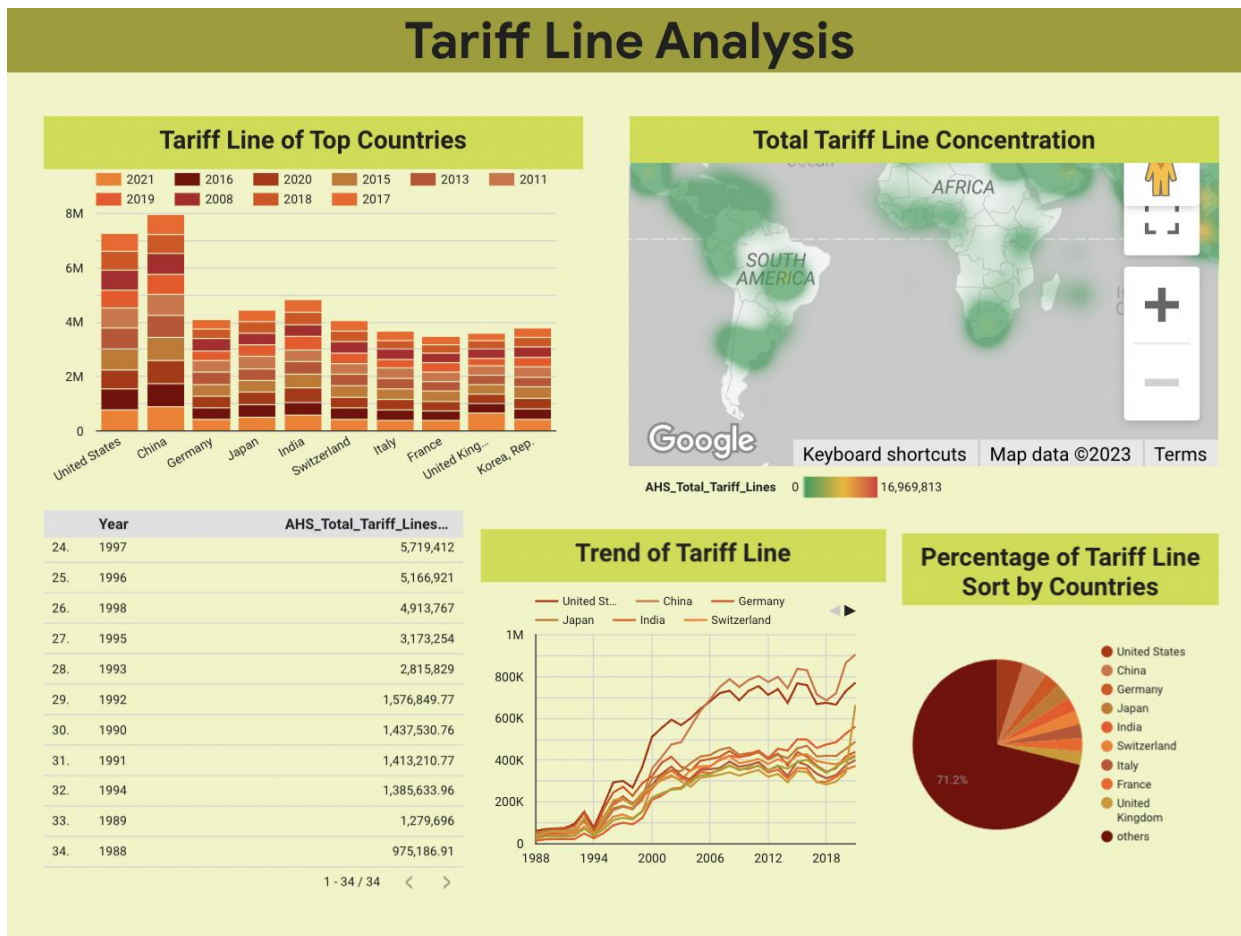 Tariff Line Analysis
Tariff Line of Top Countries
2021 2016 2020 2015 2013 2011
2019 2008 2018 2017
8M
6M
4M
2M
0
United States China Germany Japan India Switzerland Italy France United King... Korea, Rep.
Total Tariff Line Concentration
Ocean
AFRICA
SOUTH
AMERICA
Google
Keyboard shortcuts Map data ©2023 Terms
AHS_Total_Tariff_Lines 0 16,969,813
Year AHS_Total_Tariff_Lines...
24. 1997 5,719,412
25. 1996 5,166,921
26. 1998 4,913,767
27. 1995 3,173,254
28. 1993 2,815,829
29. 1992 1,576,849.77
30. 1990 1,437,530.76
31. 1991 1,413,210.77
32. 1994 1,385,633.96
33. 1989 1,279,696
34. 1988 975,186.91
1 - 34 / 34
Trend of Tariff Line
United St... China Germany
Japan India Switzerland
1M
800K
600K
400K
200K
0
1988 1994 2000 2006 2012 2018
Percentage of Tariff Line
Sort by Countries
71.2%
United States
China
Germany
Japan
India
Switzerland
Italy
France
United
Kingdom
others